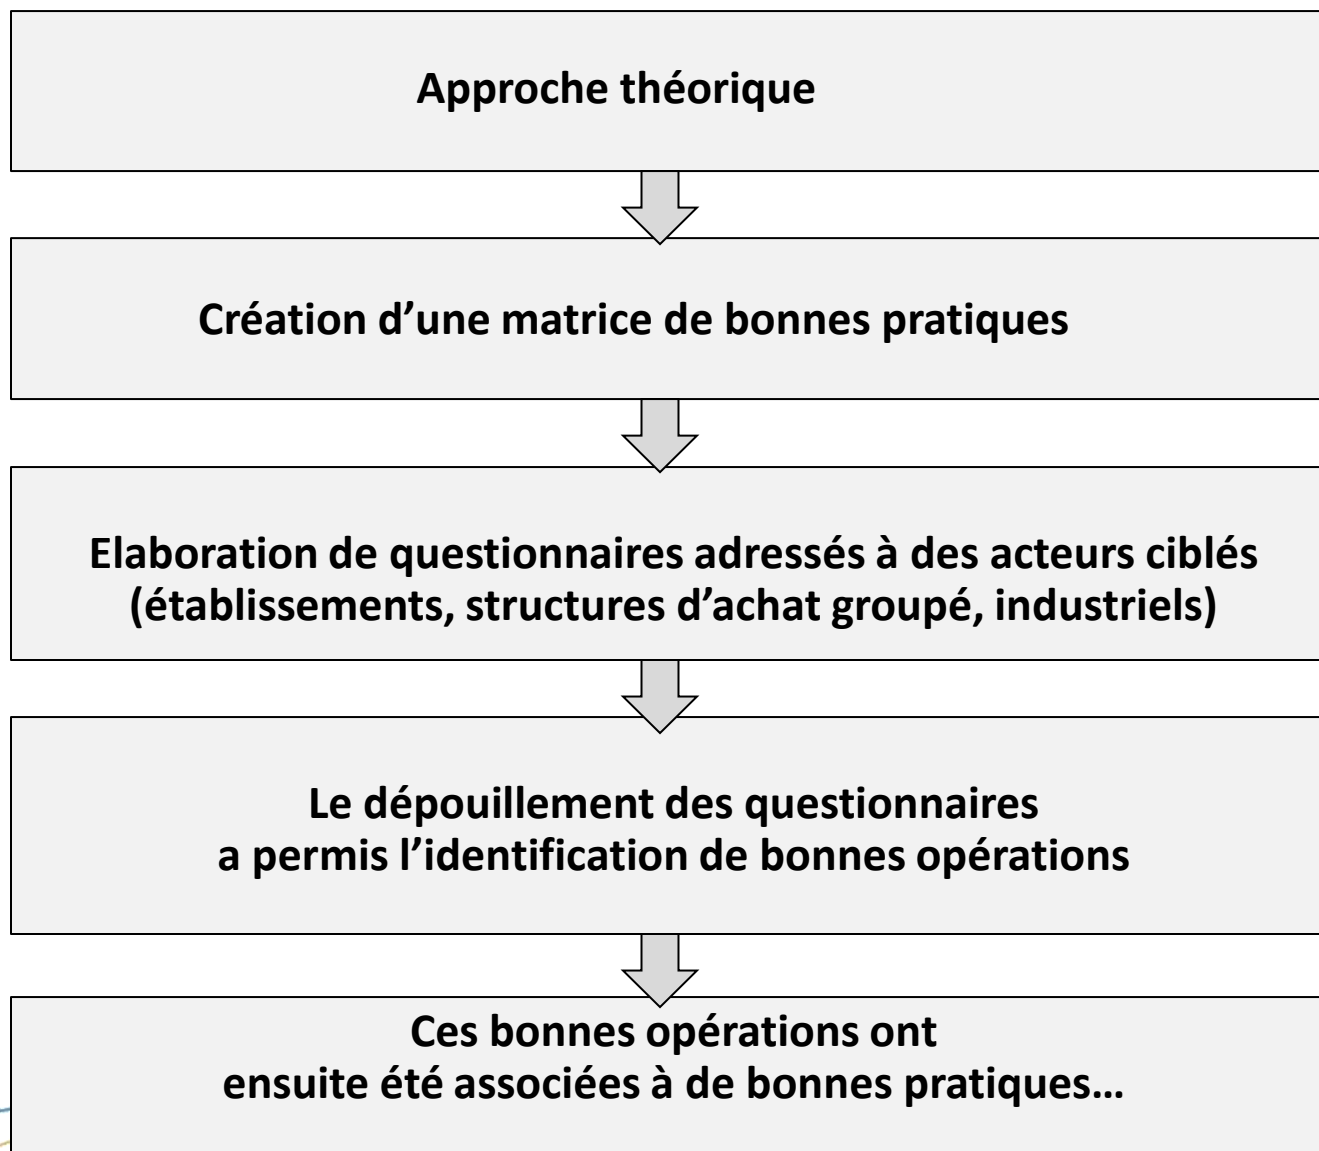 Approche théorique
Création d’une matrice de bonnes pratiques
Elaboration de questionnaires adressés à des acteurs ciblés
(établissements, structures d’achat groupé, industriels)
Le dépouillement des questionnaires
a permis l’identification de bonnes opérations
Ces bonnes opérations ont
ensuite été associées à de bonnes pratiques…